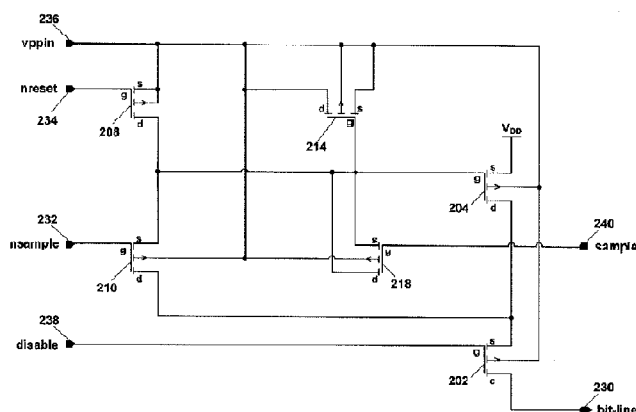 236
vppin
nreset
234
s
g
d
208
d
s
g
214
VDD
s
g
d
204
232
nsample
s
g
d
210
s
g
d
218
240
sample
238
disable
s
g
202
230
bit-line